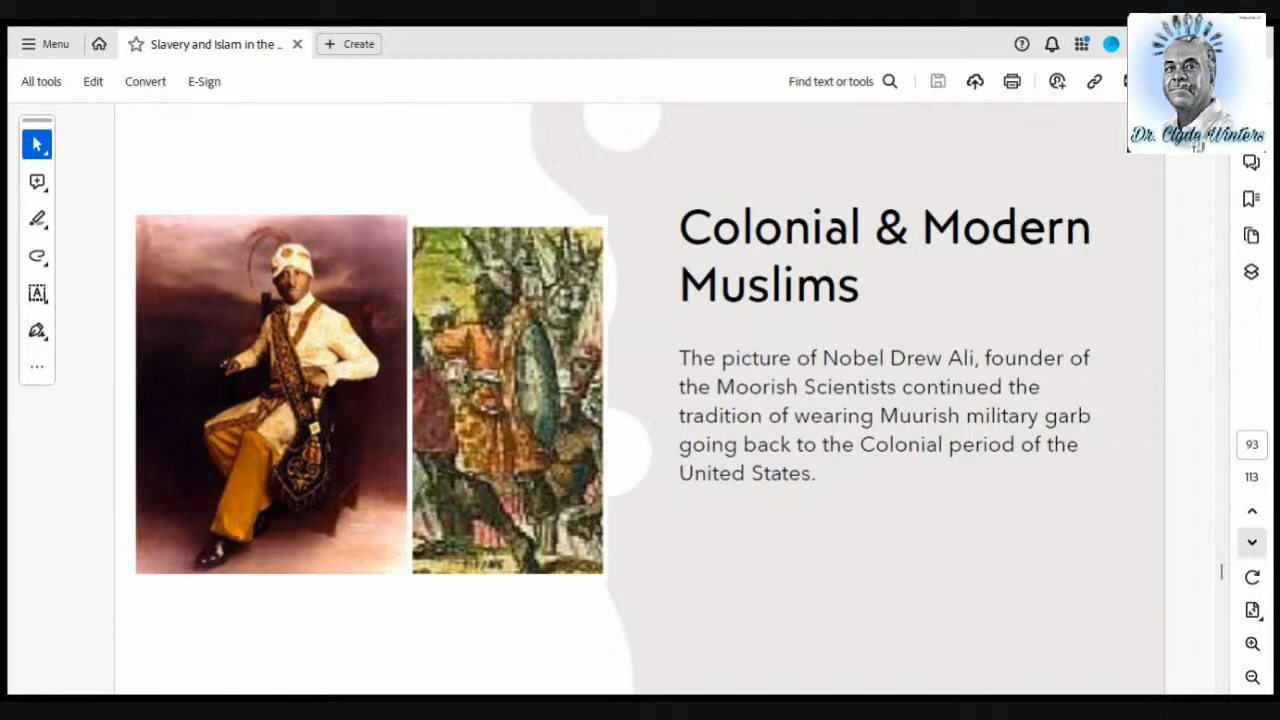 Menu
Slavery and Islam in the ..
Create
All tools
Edit
Convert
E-Sign
Find text or tools
Dr. Clyde Winters
Colonial & Modern
Muslims
The picture of Nobel Drew Ali, founder of
the Moorish Scientists continued the
tradition of wearing Muurish military garb
going back to the Colonial period of the
United States.
93
113